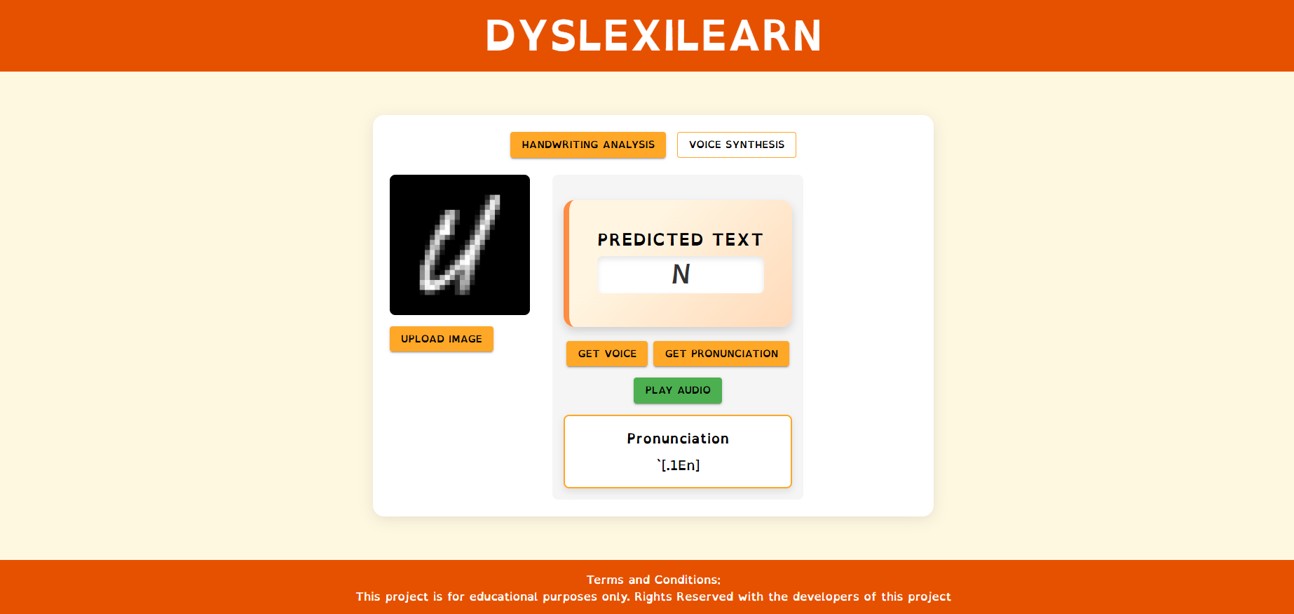 DYSLEXILEARN
HANDWRITING ANALYSIS
VOICE SYNTHESIS
u
UPLOAD IMAGE
PREDICTED TEXT
N
GET VOICE
GET PRONUNCIATION
PLAY AUDIO
Pronunciation
`[.1En]
Terms and Conditions:
This project is for educational purposes only. Rights Reserved with the developers of this project